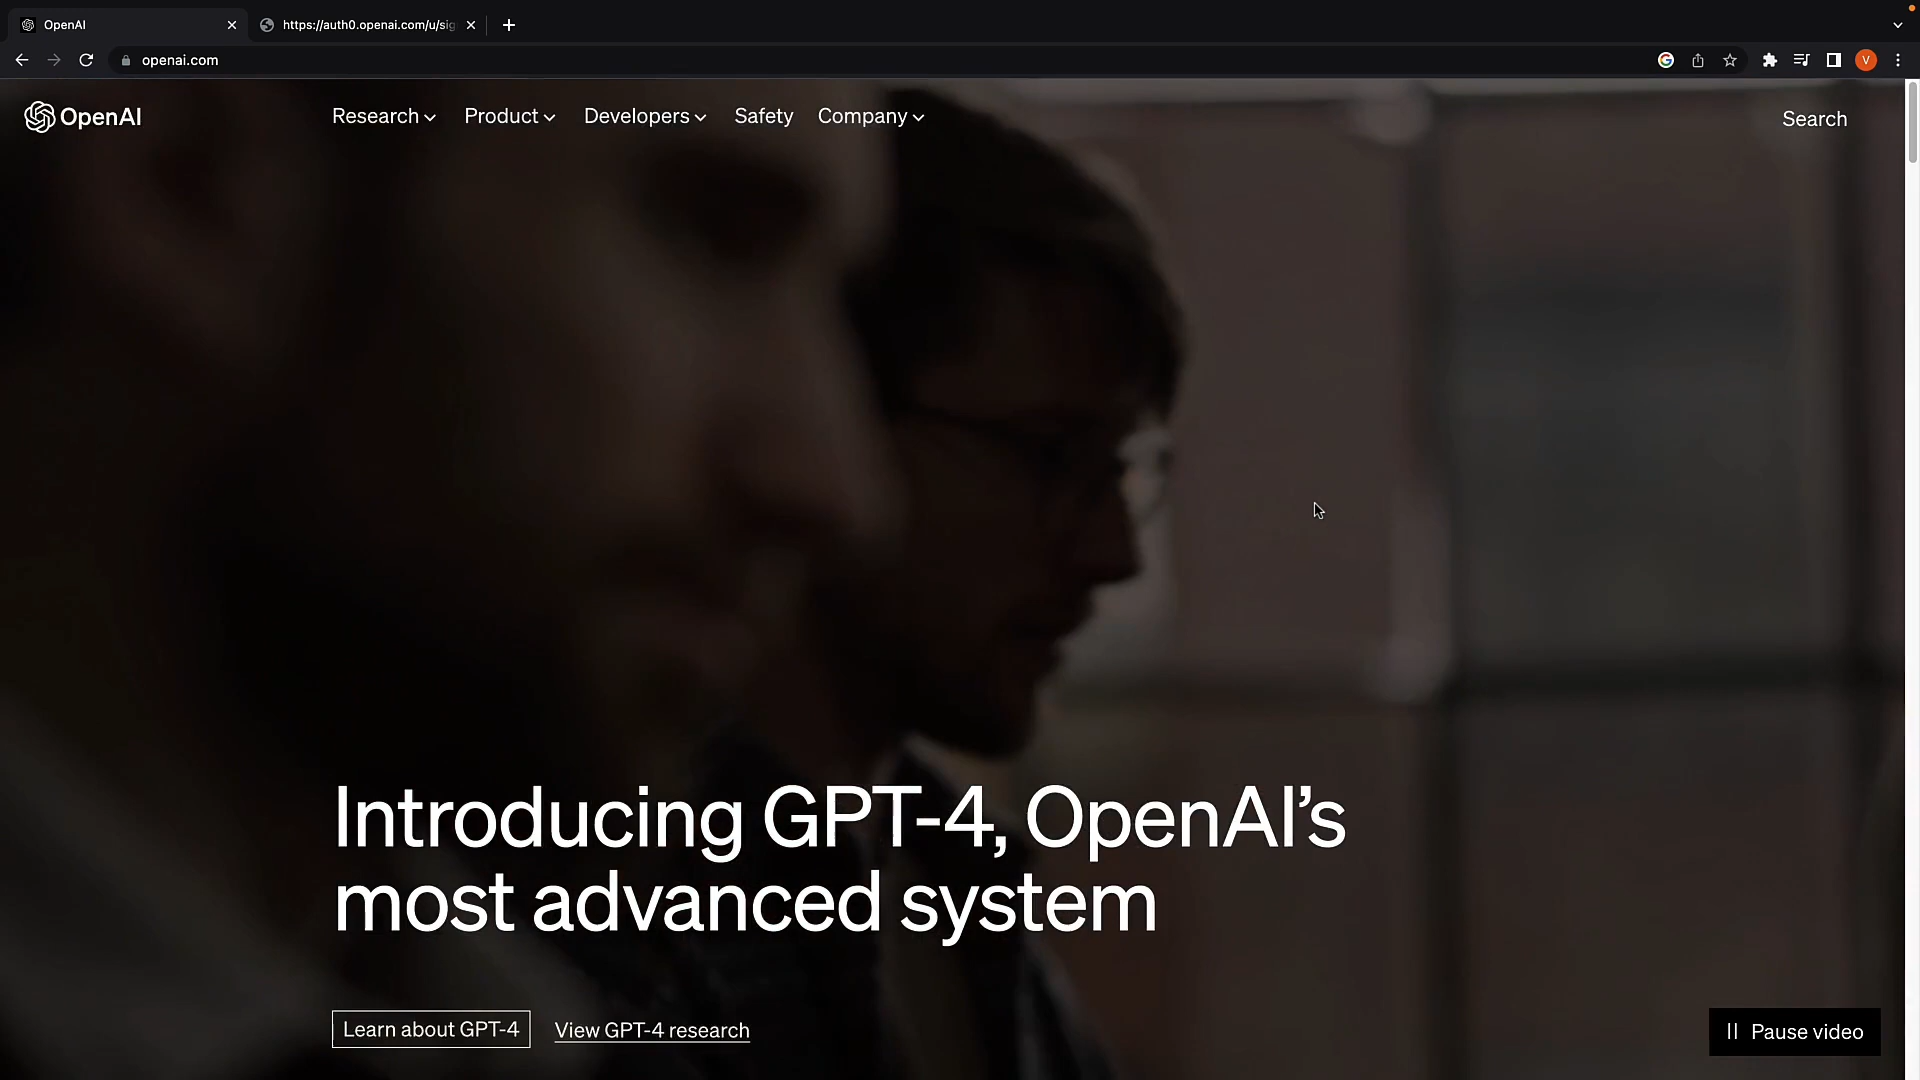 OpenAI
https://auth0.openai.com/u/sig
openai.com
V
OpenAI
Research
Product
Developers
Safety
Company
Search
Introducing GPT-4, OpenAI’s
most advanced system
Learn about GPT-4
View GPT-4 research
Pause video